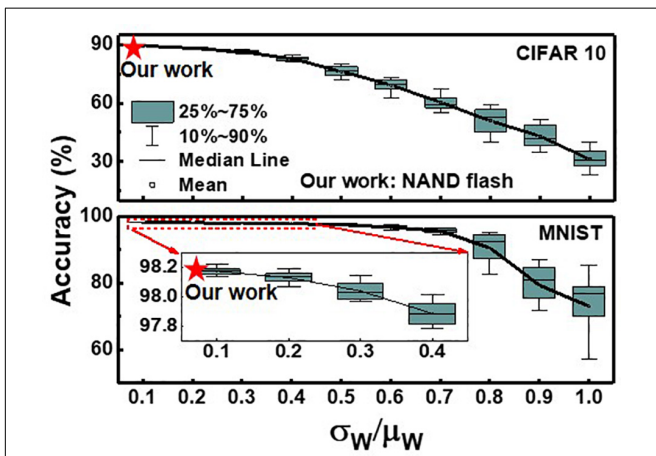 90
CIFAR 10
Our work
60
25%~75%
10%~90%
Median Line
30
Mean
Our work: NAND flash
Accuracy (%)
100
MNIST
98.2
Our work
80
98.0
97.8
60
0.1 0.2 0.3 0.4
0.1 0.2 0.3 0.4 0.5 0.6 0.7 0.8 0.9 1.0
σW/μW